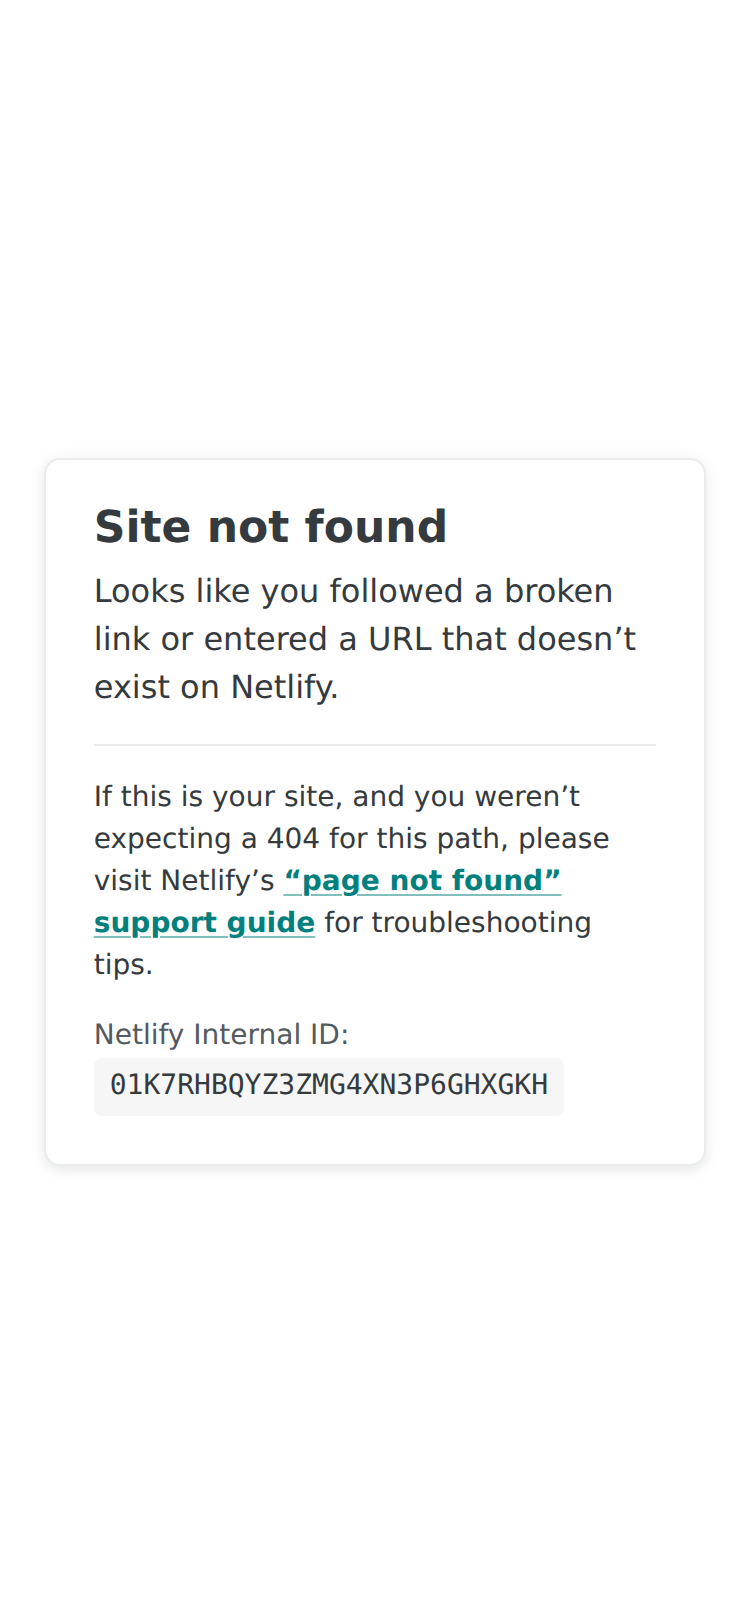 Site not found
Looks like you followed a broken
link or entered a URL that doesn’t
exist on Netlify.
If this is your site, and you weren’t
expecting a 404 for this path, please
visit Netlify’s “page not found”
support guide for troubleshooting
tips.
Netlify Internal ID:
01K7RHBQYZ3ZMG4XN3P6GHXGKH